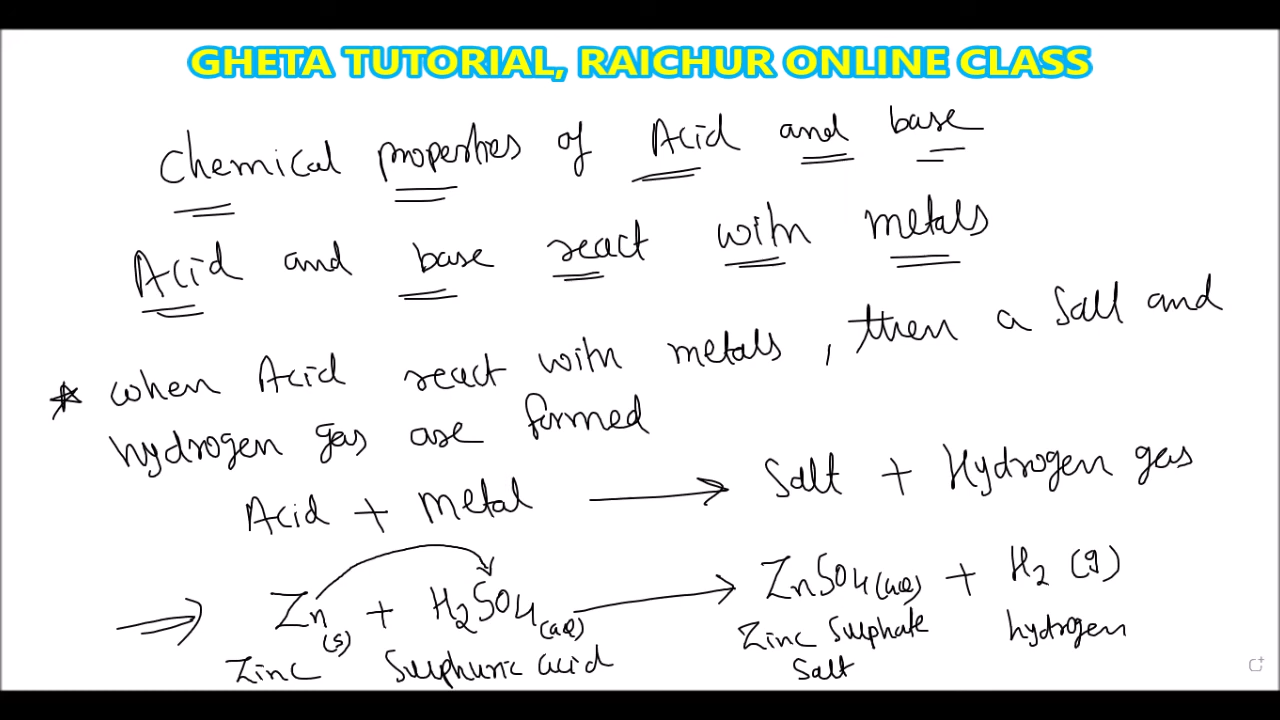 GHETA TUTORIAL, RAICHUR ONLINE CLASS
Chemical properties of Acid and base
Acid and base react with metals
* when Acid react with metals, then a Salt and
hydrogen gas are formed
Acid + Metal → Salt + Hydrogen gas
⇒ Zn(s) + H2SO4(aq) → ZnSO4(aq) + H2 (g)
Zinc Sulphuric acid Zinc Sulphate hydrogen
Salt